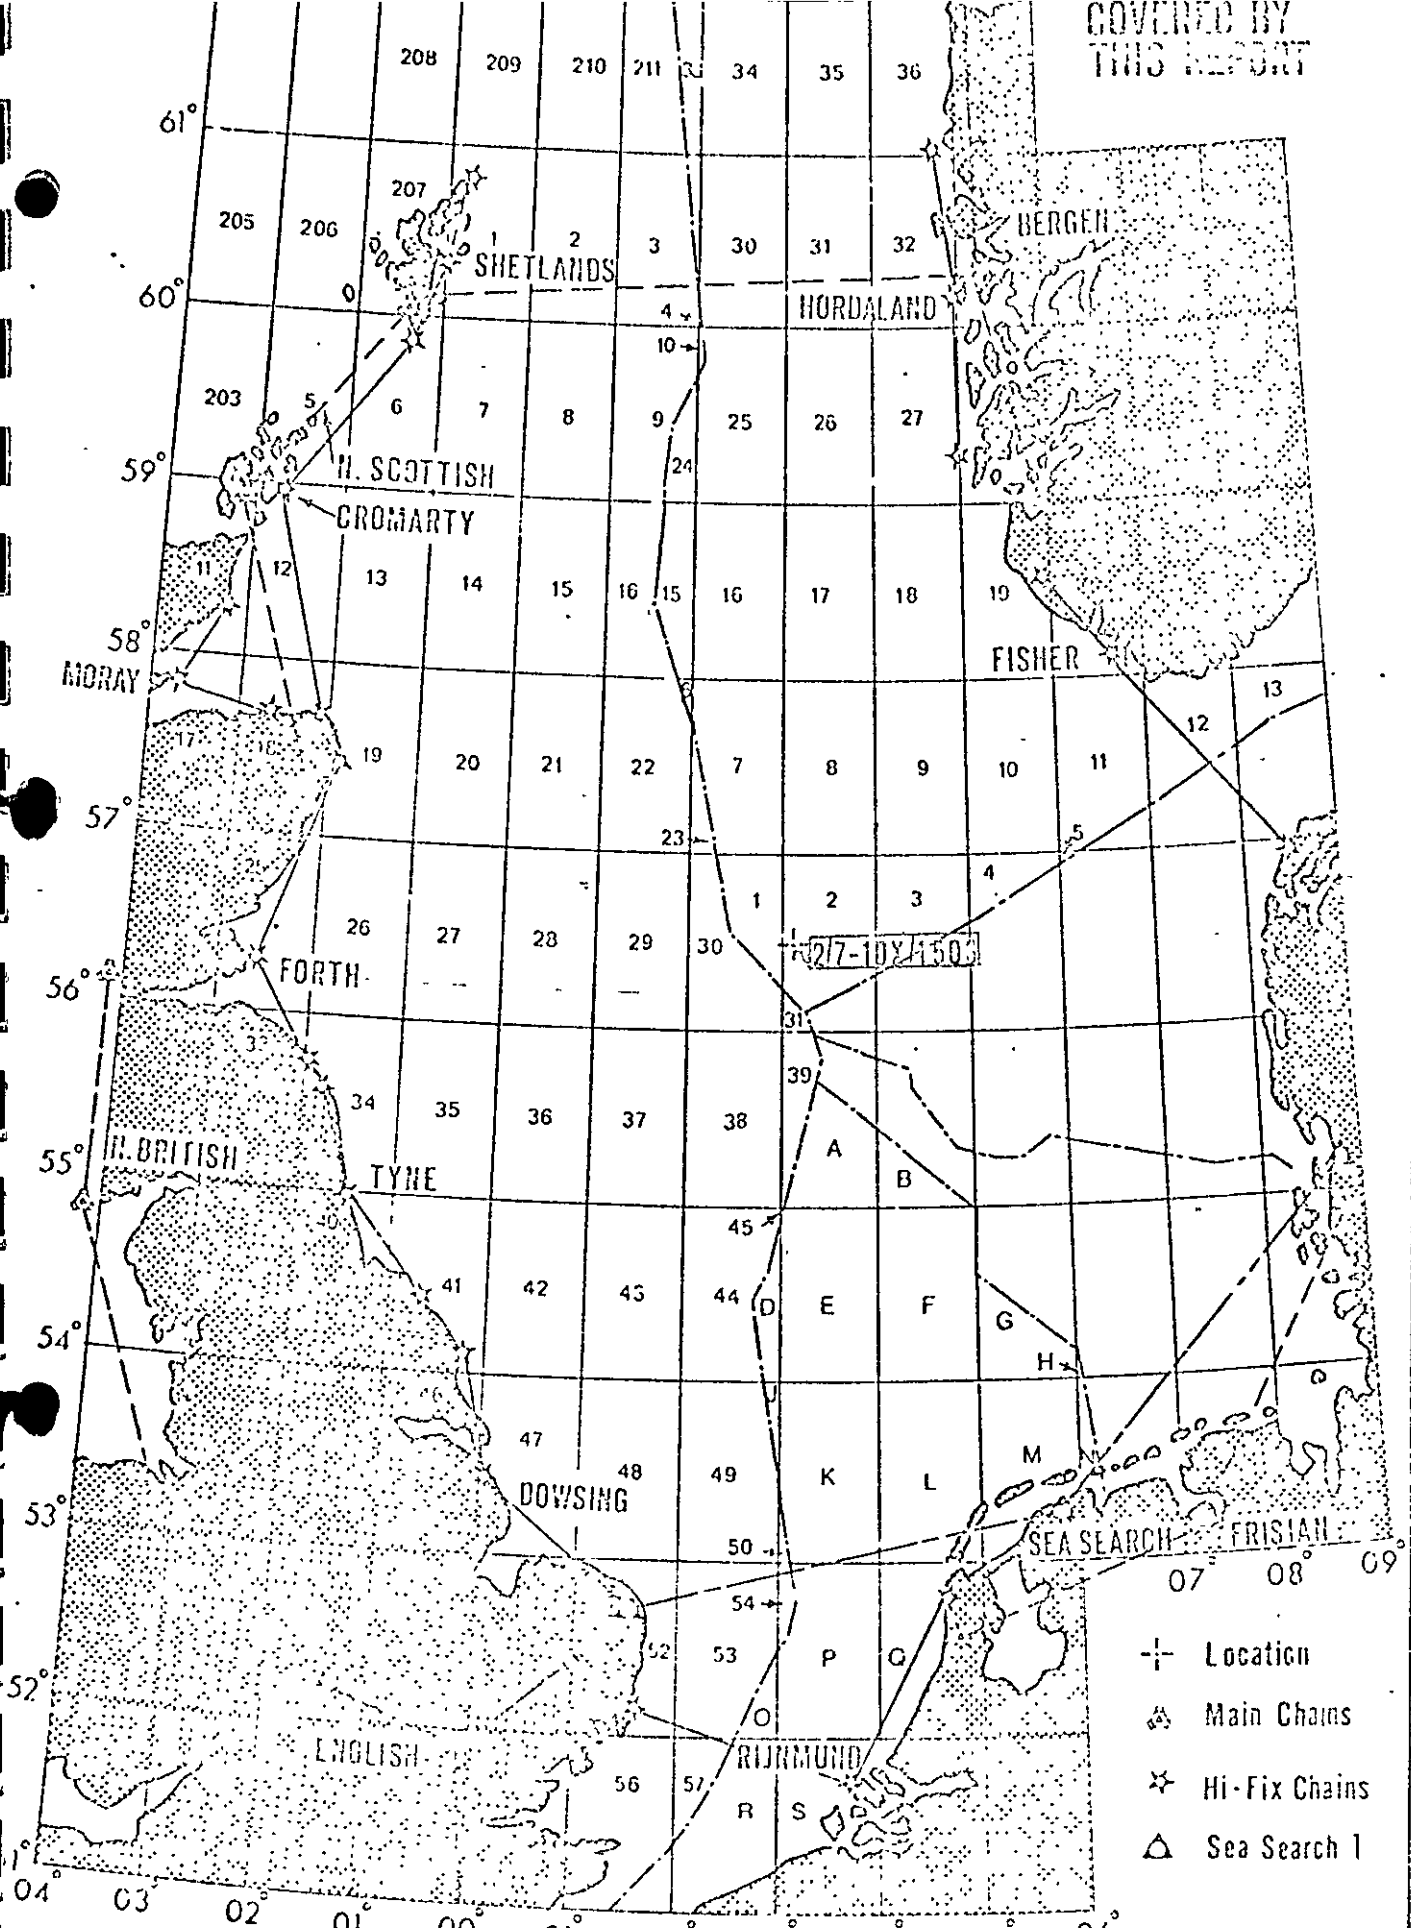 COVERED BY
THIS REPORT
208 209 210 211 34 35 36
61°
207
205 206 1 2 3 30 31 32 BERGEN
SHETLANDS
60°
4 HORDALAND
10
203 5 6 7 8 9 25 26 27
59°
24
N. SCOTTISH
CROMARTY
11 12 13 14 15 16 15 16 17 18 19
58°
MORAY FISHER
6 13
12
17 18 19 20 21 22 7 8 9 10 11
57°
23 5
4
1 2 3
26 27 28 29 30 2/7-10X/1503
FORTH
56°
31
33
39
34 35 36 37 38
A
55° N. BRITISH
TYNE B
40 45
41 42 43 44 D E F
G
54°
H
46
J
47 M
48 49 K L
DOWSING
53°
50 SEA SEARCH FRISIAN
09°
07° 08°
54
52 53 P Q
Location
52°
O Main Chains
ENGLISH RIJNMUND
56 57 Hi-Fix Chains
R S
Sea Search 1
1°
04° 03° 02° 01° 00°